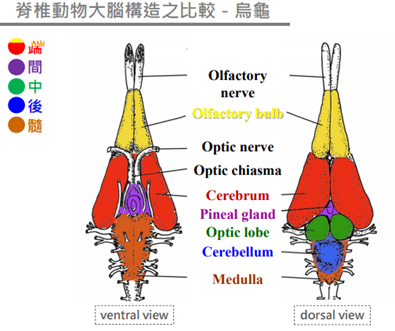 脊椎動物大腦構造之比較 - 烏龜
端
間
中
後
髓
Olfactory
nerve
Olfactory bulb
Optic nerve
Optic chiasma
Cerebrum
Pineal gland
Optic lobe
Cerebellum
Medulla
ventral view
dorsal view